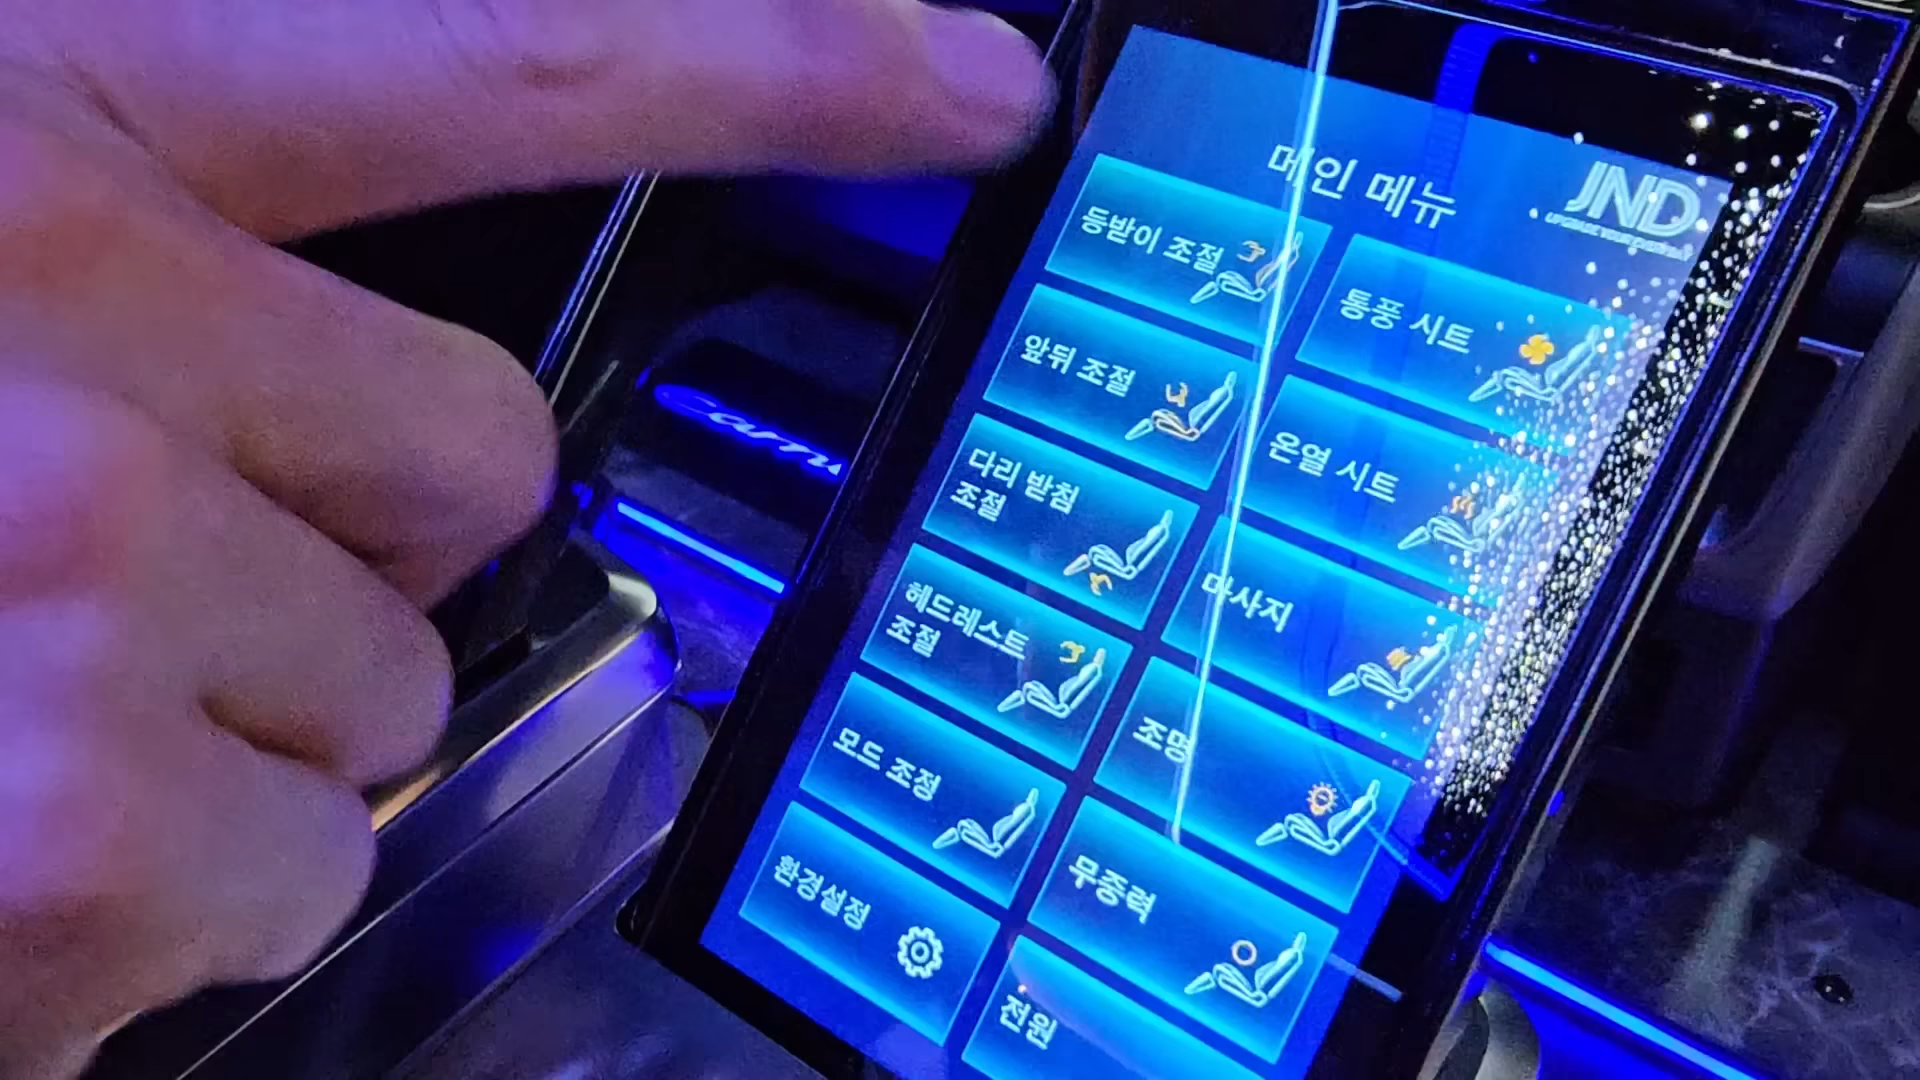 메인 메뉴
JND
등받이 조절
통풍 시트
앞뒤 조절
온열 시트
다리 받침
조절
마사지
헤드레스트
조절
조명
모드 조정
무중력
환경설정
전원